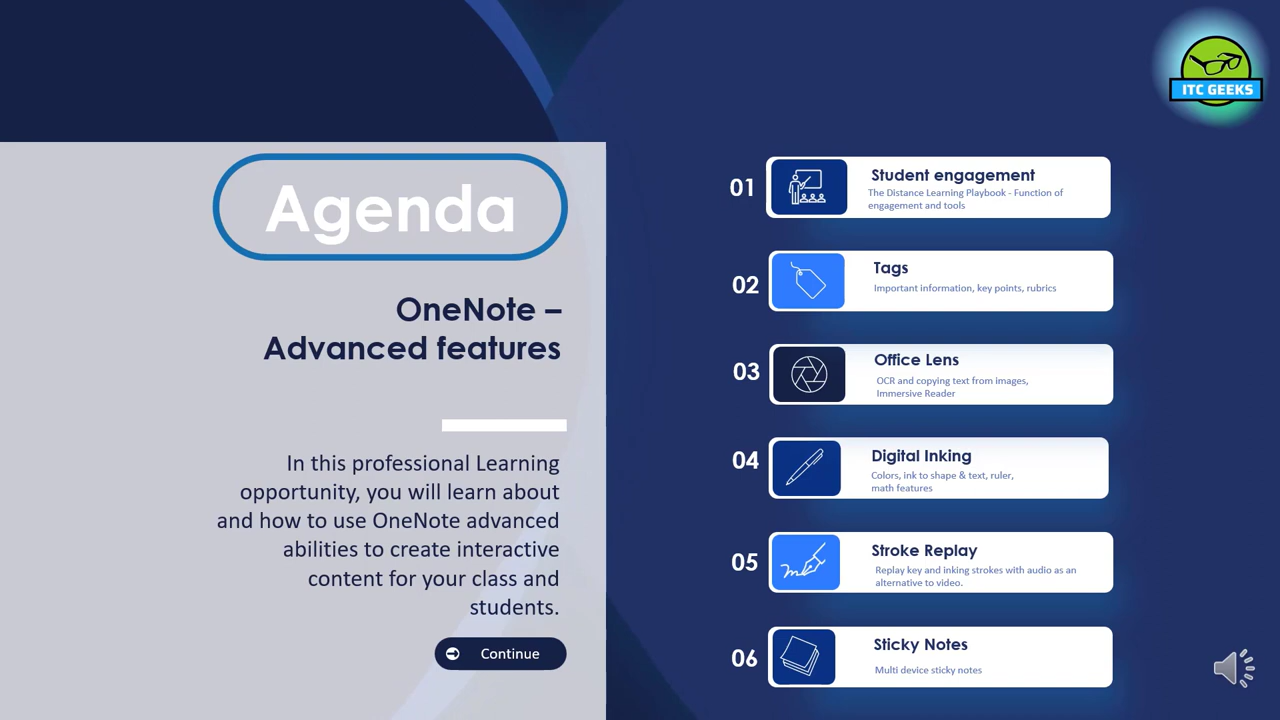 ITC GEEKS
Agenda
OneNote –
Advanced features
In this professional Learning
opportunity, you will learn about
and how to use OneNote advanced
abilities to create interactive
content for your class and
students.
Continue
01
Student engagement
The Distance Learning Playbook - Function of
engagement and tools
02
Tags
Important information, key points, rubrics
03
Office Lens
OCR and copying text from images,
Immersive Reader
04
Digital Inking
Colors, ink to shape & text, ruler,
math features
05
Stroke Replay
Replay key and inking strokes with audio as an
alternative to video.
06
Sticky Notes
Multi device sticky notes